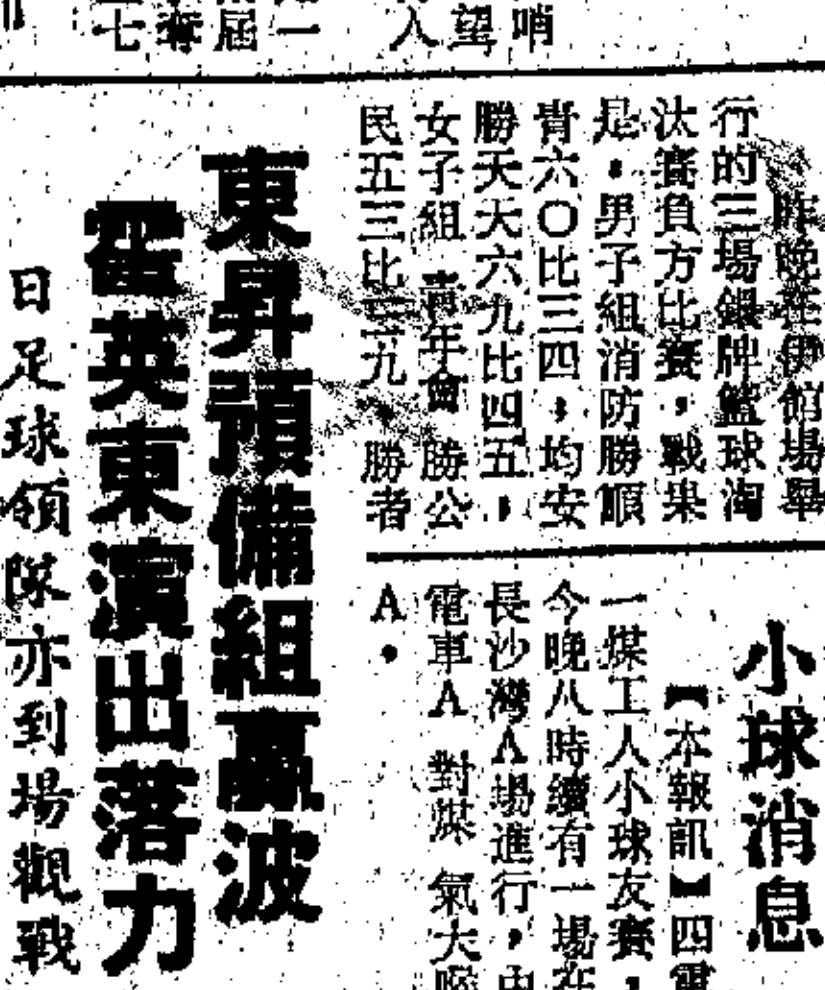 哨
望
入
一
屆
奪
七
昨晚在伊館場舉
行的三場銀牌籃球淘
汰賽負方比賽，戰果
是，男子組消防勝順
青六〇比三四，均安
勝天天六九比四五，
女子組 青年會 勝公
民五三比三九 勝者
小球消息
【本報訊】四電
一煤工人小球友賽，
今晚八時續有一場在
長沙灣A場進行，由
電車A 對煤 氣大
A．
東昇預備組贏波
霍英東演出落力
日足球領隊亦到場觀戰